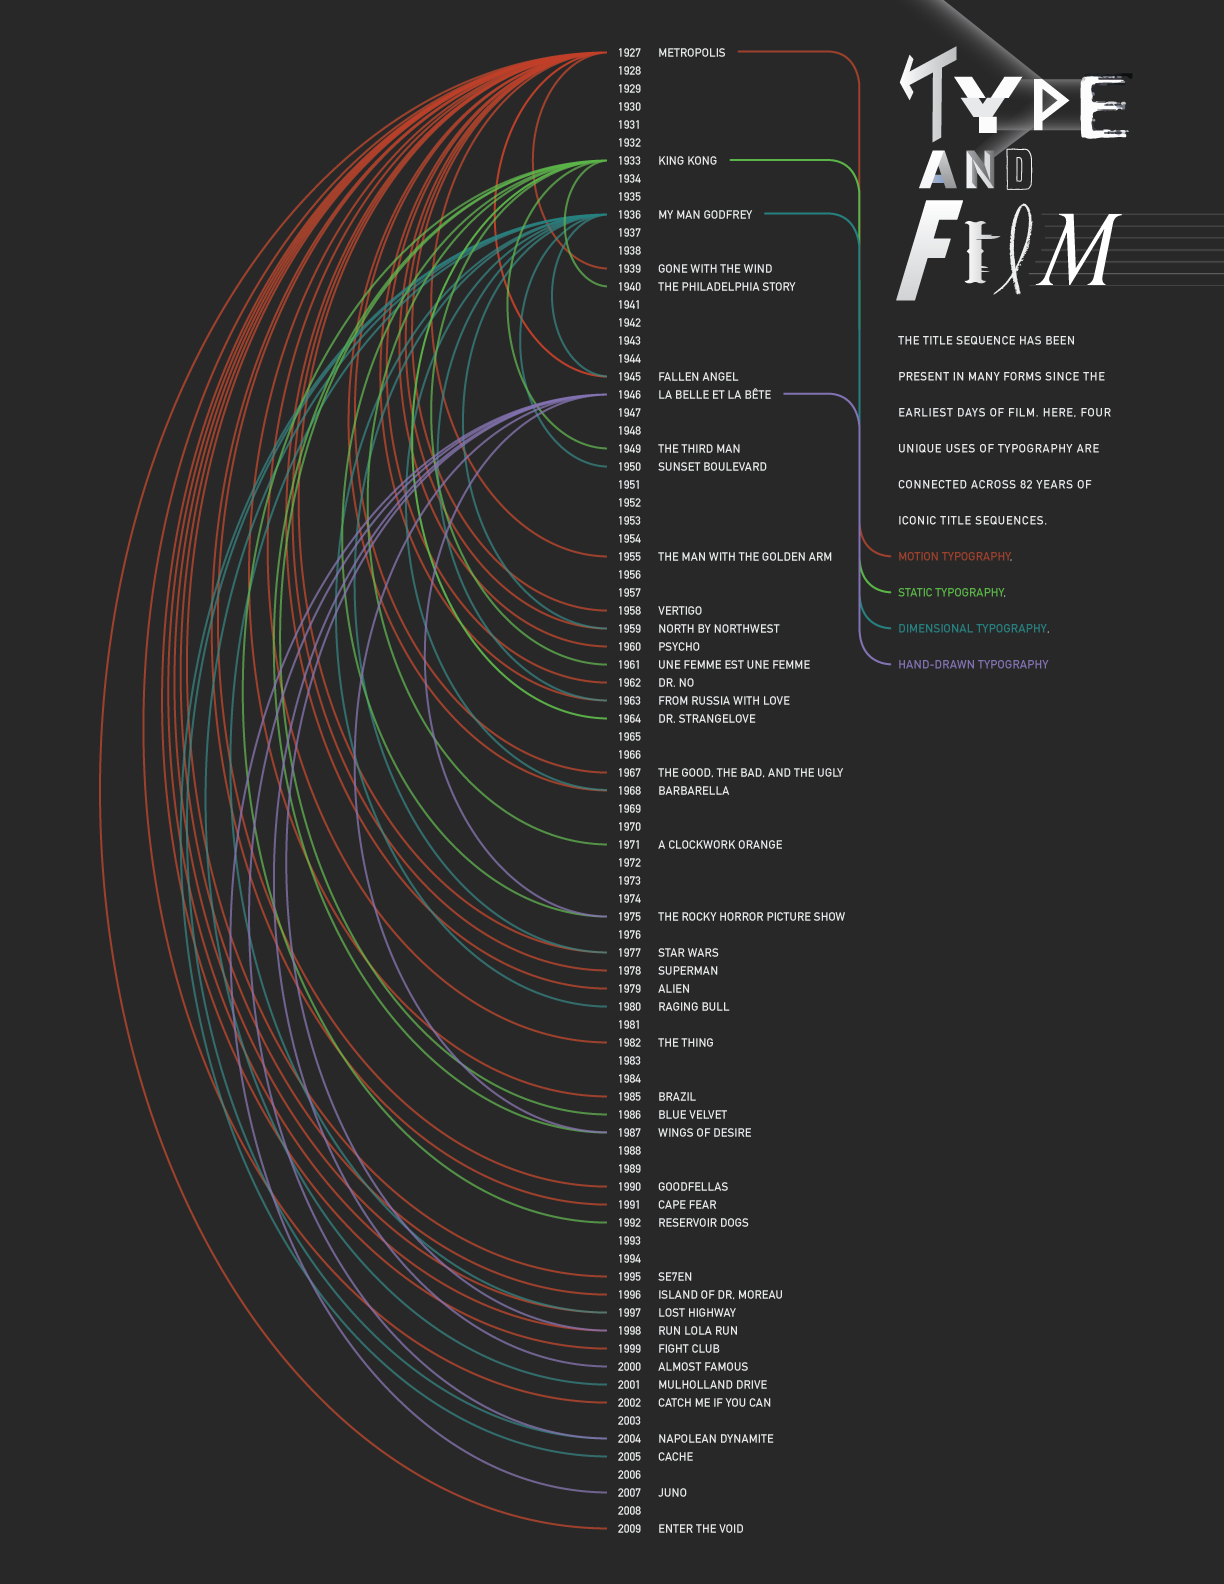 TYPE
AND
FILM
THE TITLE SEQUENCE HAS BEEN
PRESENT IN MANY FORMS SINCE THE
EARLIEST DAYS OF FILM. HERE, FOUR
UNIQUE USES OF TYPOGRAPHY ARE
CONNECTED ACROSS 82 YEARS OF
ICONIC TITLE SEQUENCES.
MOTION TYPOGRAPHY,
STATIC TYPOGRAPHY,
DIMENSIONAL TYPOGRAPHY,
HAND-DRAWN TYPOGRAPHY
1927 METROPOLIS
1928
1929
1930
1931
1932
1933 KING KONG
1934
1935
1936 MY MAN GODFREY
1937
1938
1939 GONE WITH THE WIND
1940 THE PHILADELPHIA STORY
1941
1942
1943
1944
1945 FALLEN ANGEL
1946 LA BELLE ET LA BÊTE
1947
1948
1949 THE THIRD MAN
1950 SUNSET BOULEVARD
1951
1952
1953
1954
1955 THE MAN WITH THE GOLDEN ARM
1956
1957
1958 VERTIGO
1959 NORTH BY NORTHWEST
1960 PSYCHO
1961 UNE FEMME EST UNE FEMME
1962 DR. NO
1963 FROM RUSSIA WITH LOVE
1964 DR. STRANGELOVE
1965
1966
1967 THE GOOD, THE BAD, AND THE UGLY
1968 BARBARELLA
1969
1970
1971 A CLOCKWORK ORANGE
1972
1973
1974
1975 THE ROCKY HORROR PICTURE SHOW
1976
1977 STAR WARS
1978 SUPERMAN
1979 ALIEN
1980 RAGING BULL
1981
1982 THE THING
1983
1984
1985 BRAZIL
1986 BLUE VELVET
1987 WINGS OF DESIRE
1988
1989
1990 GOODFELLAS
1991 CAPE FEAR
1992 RESERVOIR DOGS
1993
1994
1995 SE7EN
1996 ISLAND OF DR. MOREAU
1997 LOST HIGHWAY
1998 RUN LOLA RUN
1999 FIGHT CLUB
2000 ALMOST FAMOUS
2001 MULHOLLAND DRIVE
2002 CATCH ME IF YOU CAN
2003
2004 NAPOLEAN DYNAMITE
2005 CACHE
2006
2007 JUNO
2008
2009 ENTER THE VOID